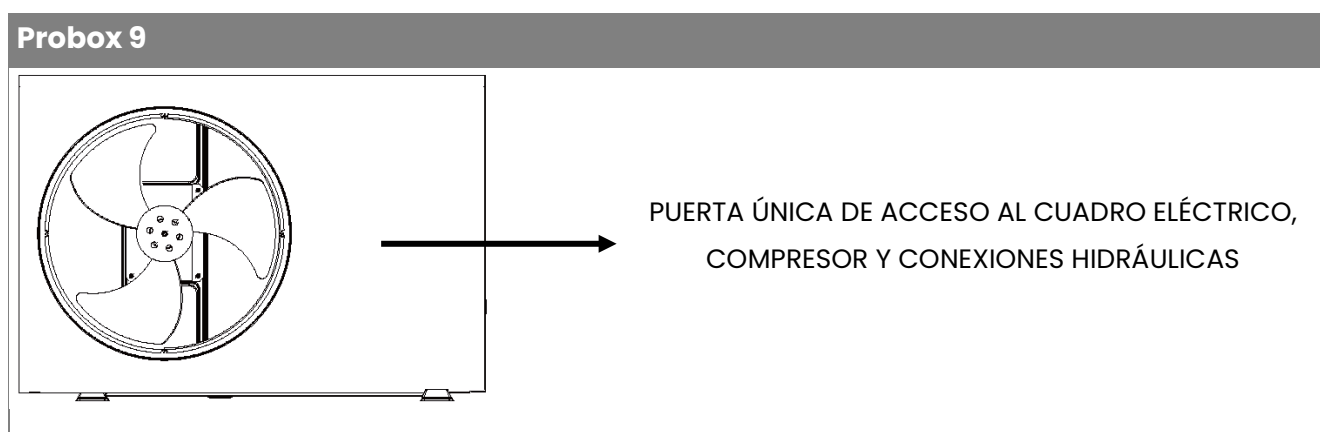 Probox 9
PUERTA ÚNICA DE ACCESO AL CUADRO ELÉCTRICO,
COMPRESOR Y CONEXIONES HIDRÁULICAS